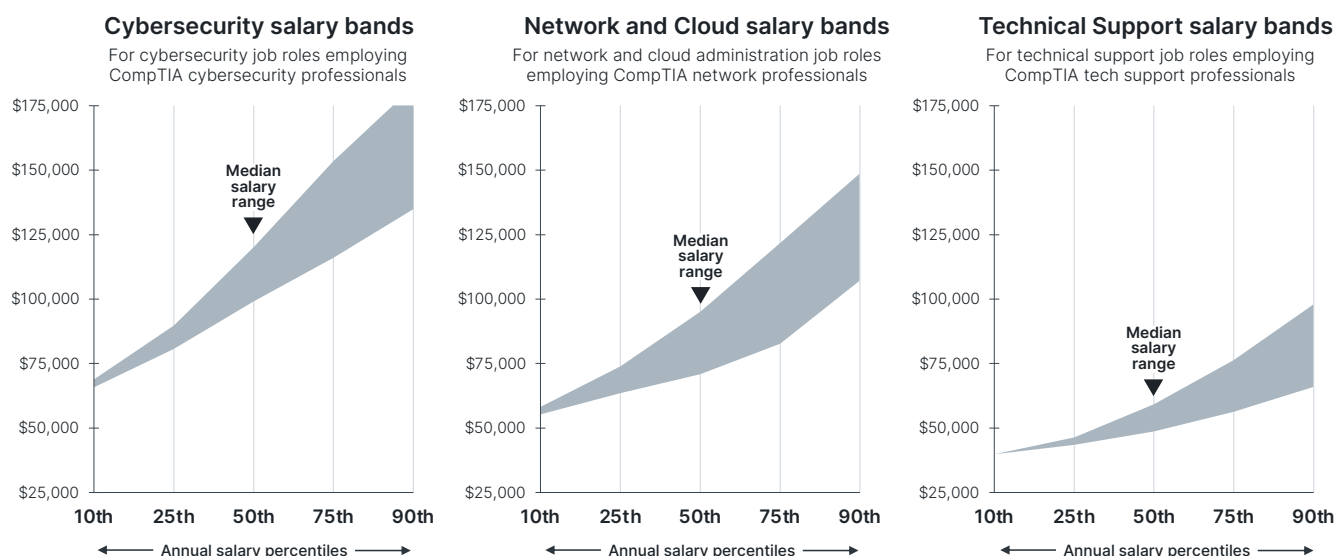 Cybersecurity salary bands
For cybersecurity job roles employing
CompTIA cybersecurity professionals
$175,000
$150,000
$125,000
$100,000
$75,000
$50,000
$25,000
Median
salary
range
10th 25th 50th 75th 90th
Annual salary percentiles
Network and Cloud salary bands
For network and cloud administration job roles
employing CompTIA network professionals
$175,000
$150,000
$125,000
$100,000
$75,000
$50,000
$25,000
Median
salary
range
10th 25th 50th 75th 90th
Annual salary percentiles
Technical Support salary bands
For technical support job roles employing
CompTIA tech support professionals
$175,000
$150,000
$125,000
$100,000
$75,000
$50,000
$25,000
Median
salary
range
10th 25th 50th 75th 90th
Annual salary percentiles